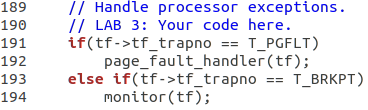 189 // Handle processor exceptions.
190 // LAB 3: Your code here.
191 if(tf->tf_trapno == T_PGFLT)
192 page_fault_handler(tf);
193 else if(tf->tf_trapno == T_BRKPT)
194 monitor(tf);